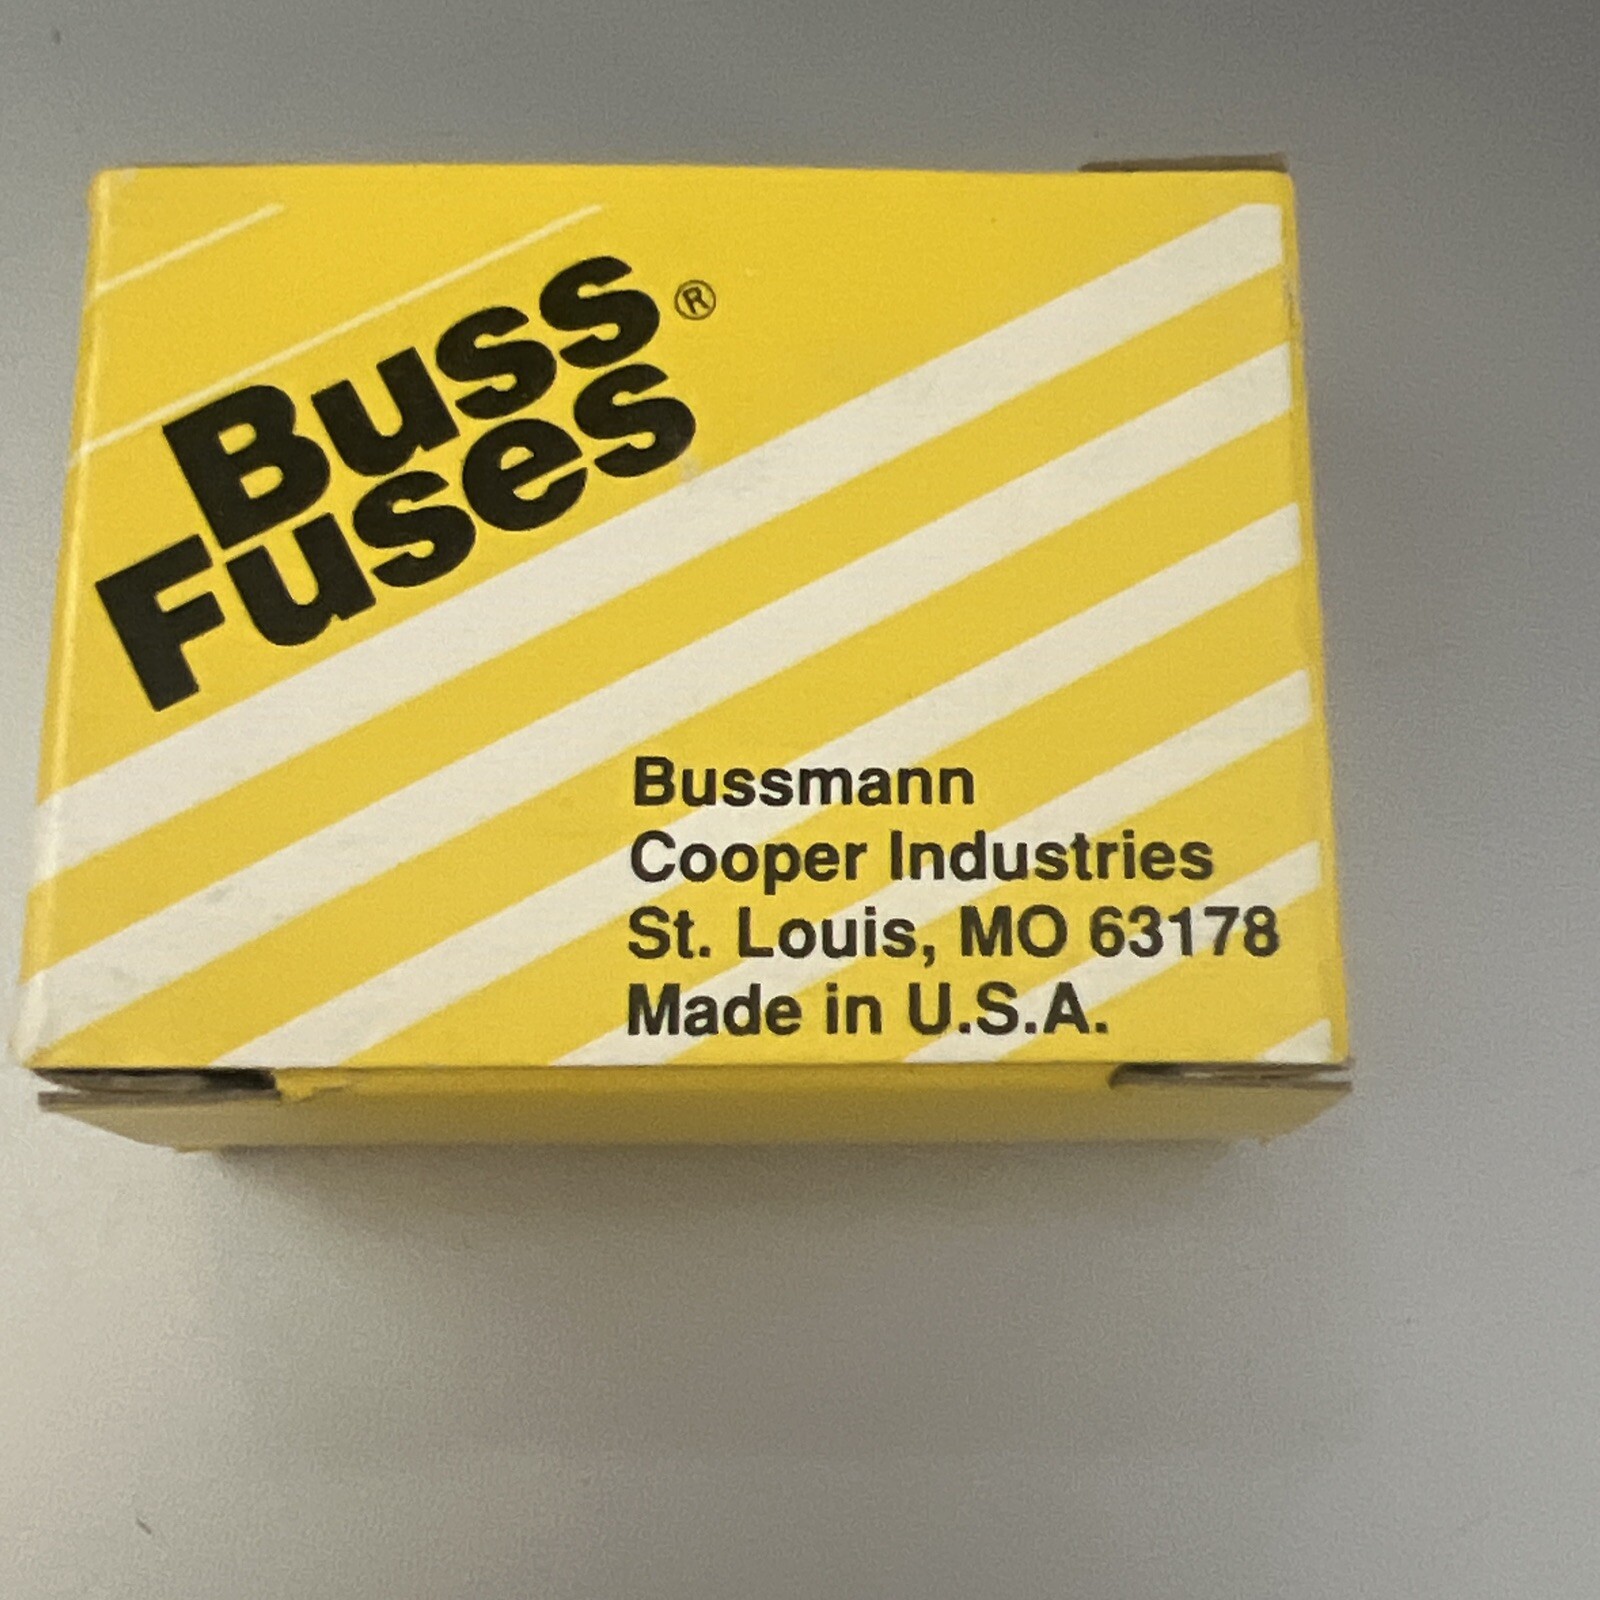 Buss®
Fuses
Bussmann
Cooper Industries
St. Louis, MO 63178
Made in U.S.A.